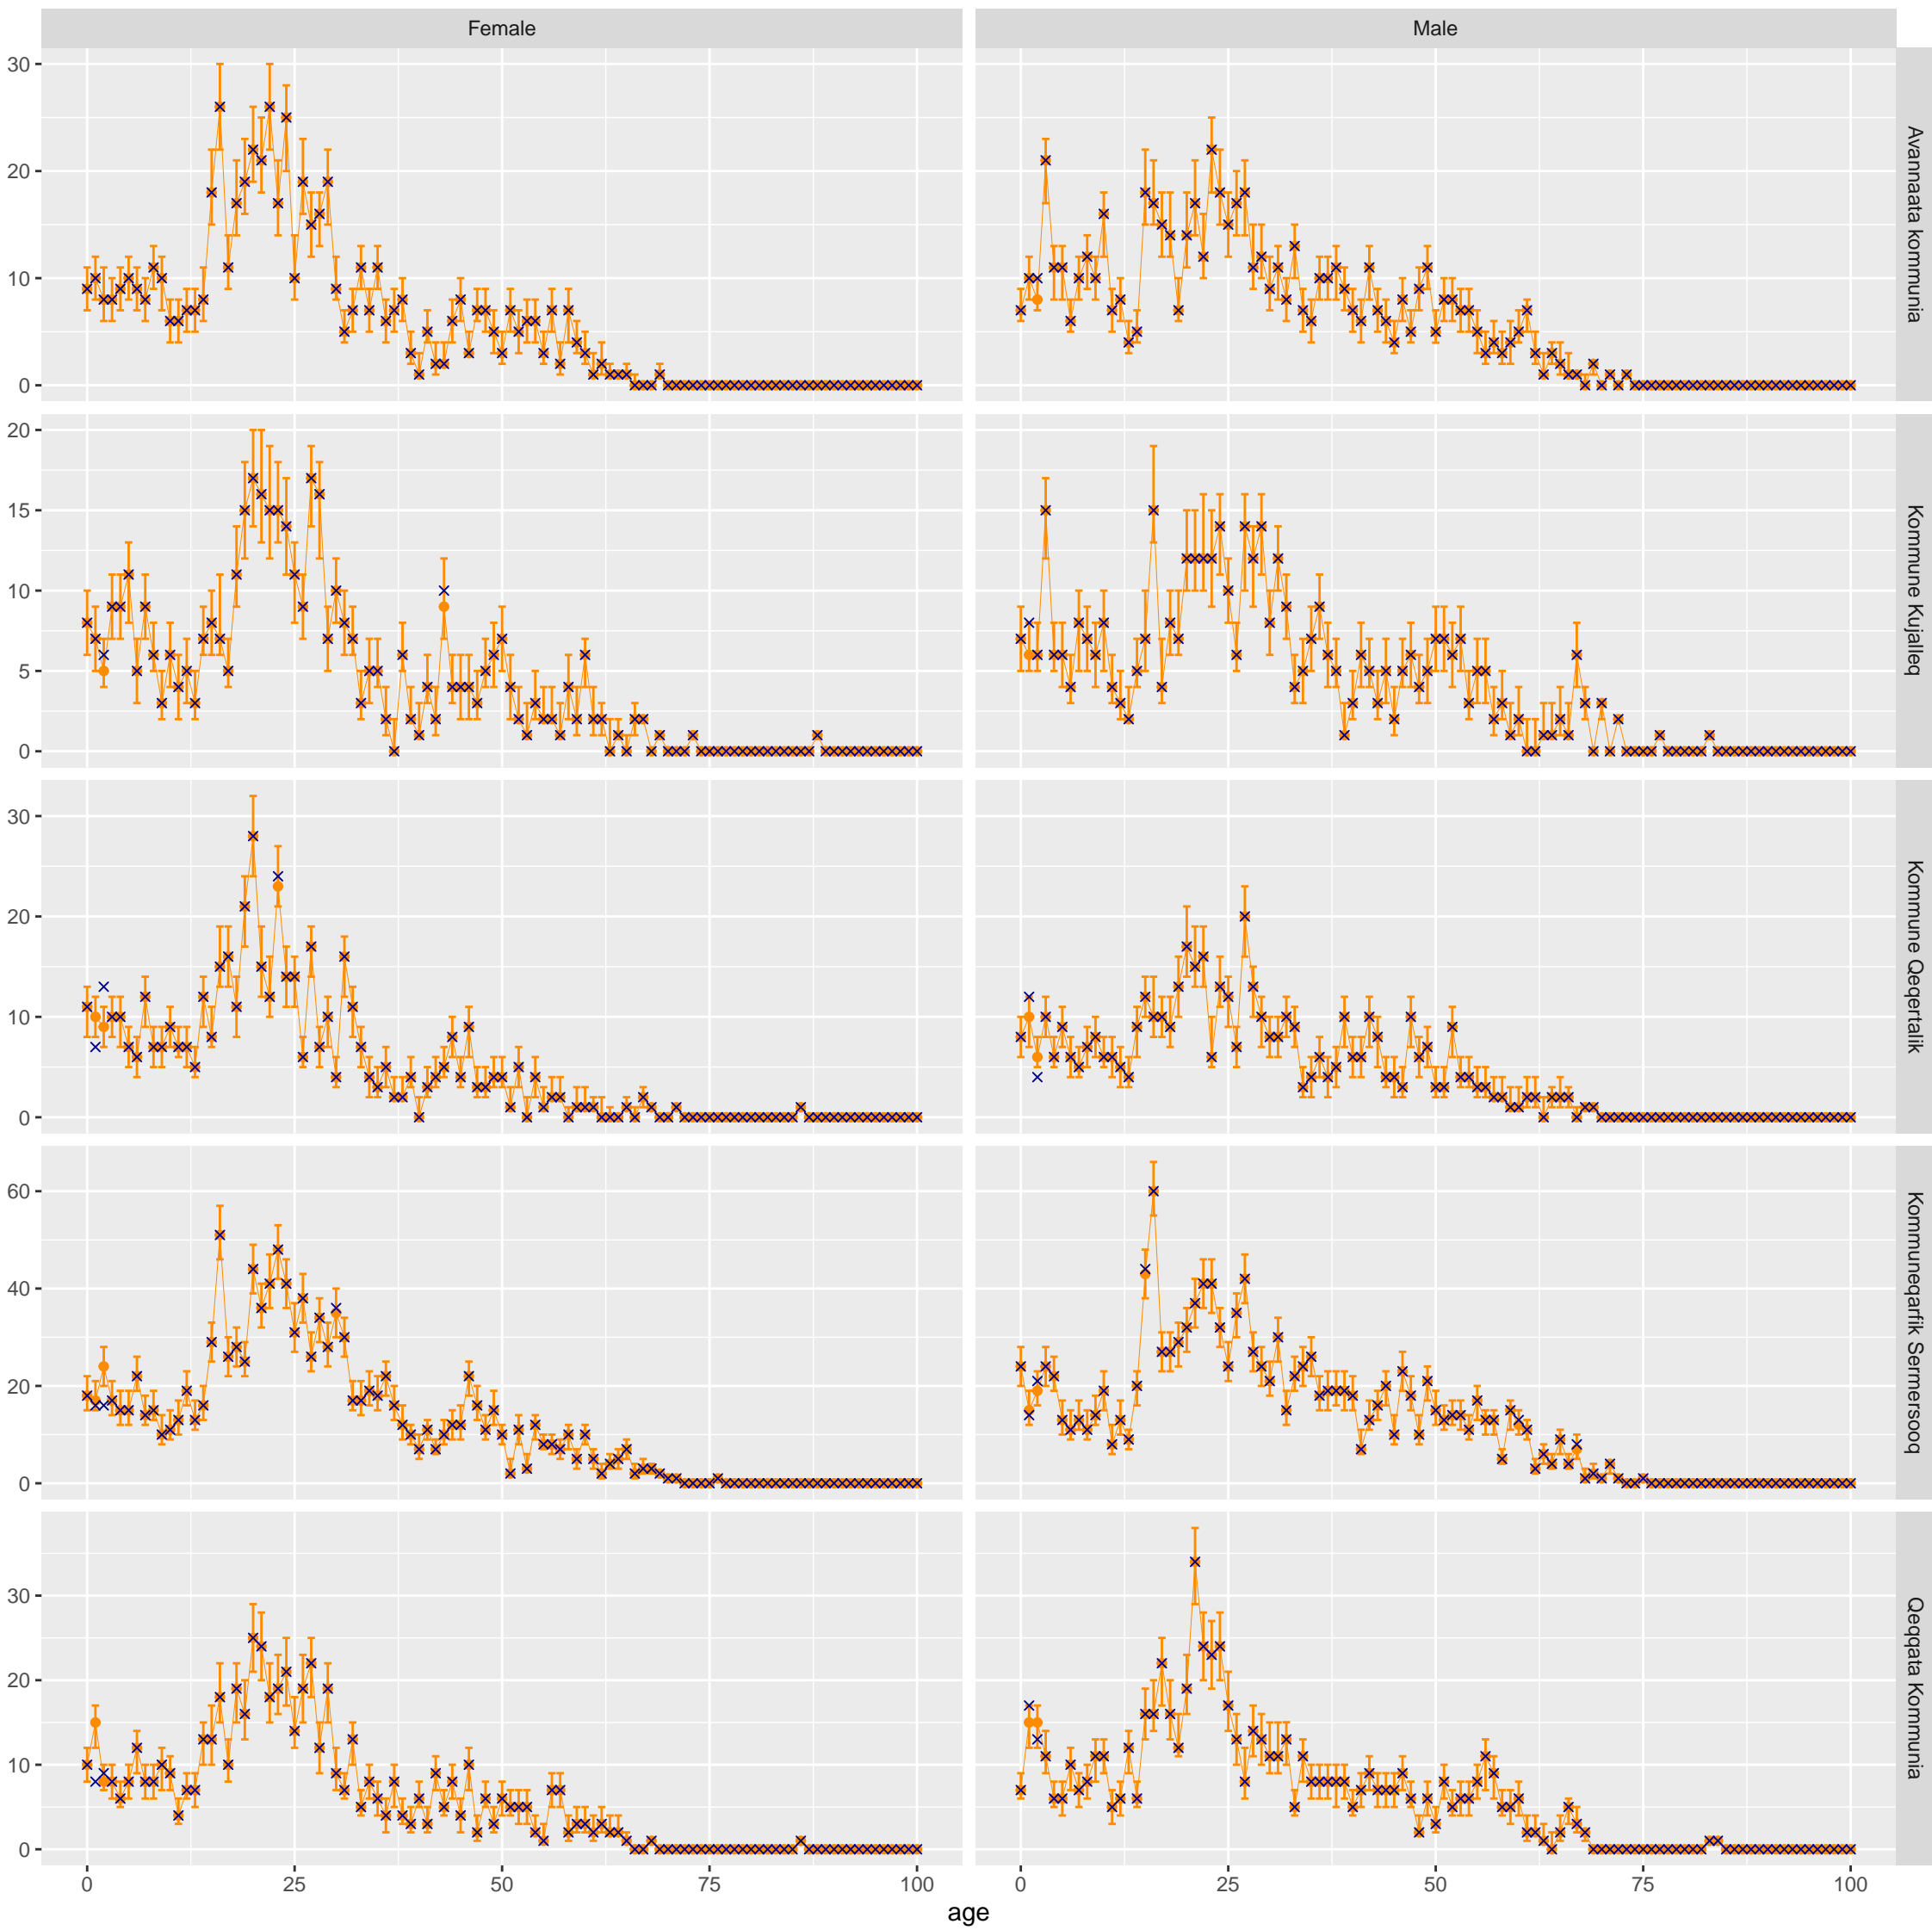 Female
Male
30
20
10
0
Avannaata kommunia
20
15
10
5
0
Kommune Kujalleq
30
20
10
0
Kommune Qeqertalik
60
40
20
0
Kommuneqarfik Sermersooq
30
20
10
0
Qeqqata Kommunia
0 25 50 75 100
0 25 50 75 100
age